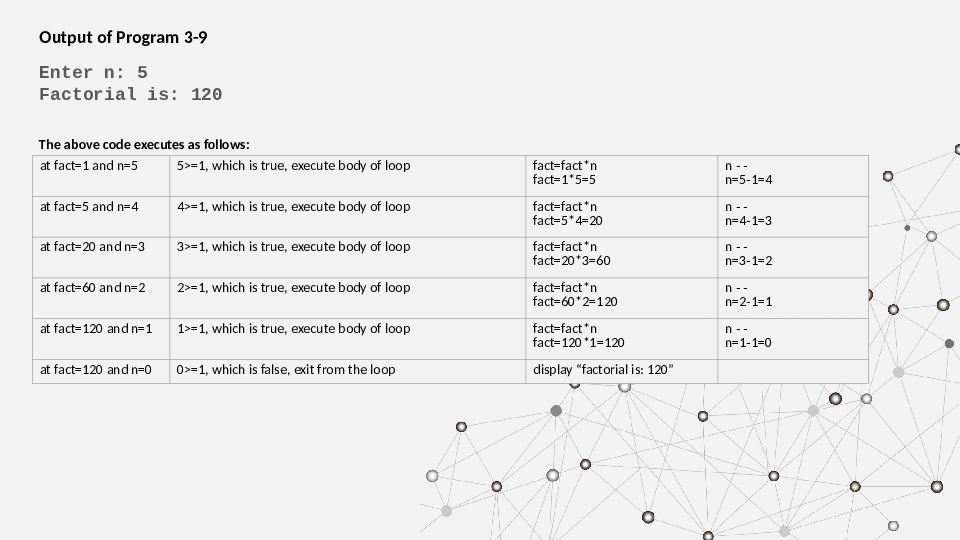 Output of Program 3-9
Enter n: 5
Factorial is: 120
The above code executes as follows:
at fact=1 and n=5 5>=1, which is true, execute body of loop fact=fact*n n - -
fact=1*5=5 n=5-1=4
at fact=5 and n=4 4>=1, which is true, execute body of loop fact=fact*n n - -
fact=5*4=20 n=4-1=3
at fact=20 and n=3 3>=1, which is true, execute body of loop fact=fact*n n - -
fact=20*3=60 n=3-1=2
at fact=60 and n=2 2>=1, which is true, execute body of loop fact=fact*n n - -
fact=60*2=120 n=2-1=1
at fact=120 and n=1 1>=1, which is true, execute body of loop fact=fact*n n - -
fact=120*1=120 n=1-1=0
at fact=120 and n=0 0>=1, which is false, exit from the loop display “factorial is: 120”